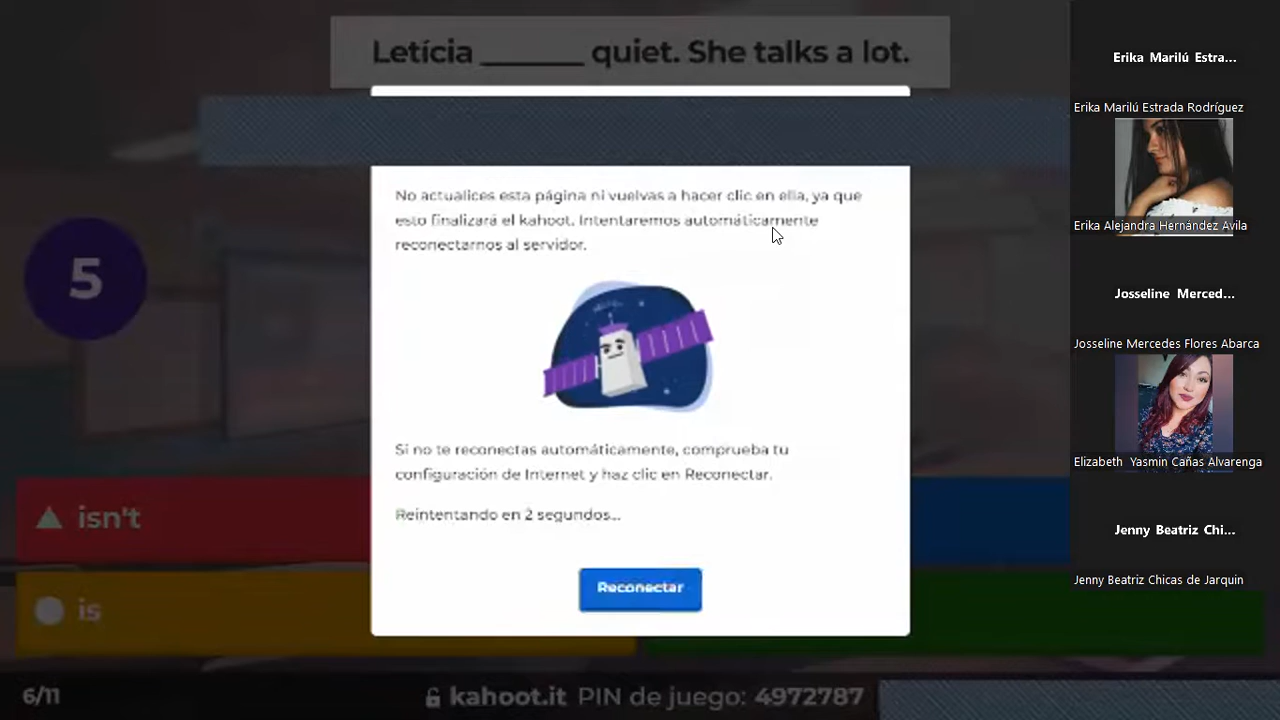 Letícia ______ quiet. She talks a lot.
No actualices esta página ni vuelvas a hacer clic en ella, ya que
esto finalizará el kahoot. Intentaremos automáticamente
reconectarnos al servidor.
5
Si no te reconectas automáticamente, comprueba tu
configuración de Internet y haz clic en Reconectar.
Reintentando en 2 segundos...
Reconectar
isn't
is
6/11
kahoot.it PIN de juego: 4972787
Erika Marilú Estra...
Erika Marilú Estrada Rodríguez
Erika Alejandra Hernández Avila
Josseline Merced...
Josseline Mercedes Flores Abarca
Elizabeth Yasmin Cañas Alvarenga
Jenny Beatriz Chi...
Jenny Beatriz Chicas de Jarquin